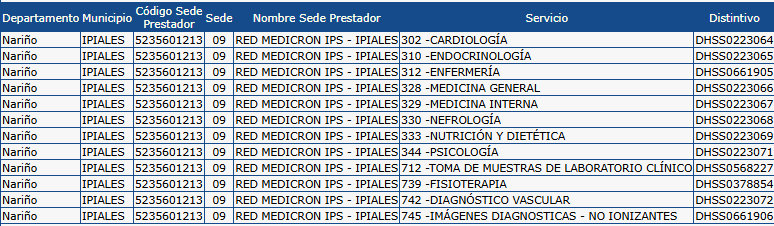 Departamento Municipio Código Sede Prestador Sede Nombre Sede Prestador Servicio Distintivo
Nariño IPIALES 5235601213 09 RED MEDICRON IPS - IPIALES 302 -CARDIOLOGÍA DHSS0223064
Nariño IPIALES 5235601213 09 RED MEDICRON IPS - IPIALES 310 -ENDOCRINOLOGÍA DHSS0223065
Nariño IPIALES 5235601213 09 RED MEDICRON IPS - IPIALES 312 -ENFERMERÍA DHSS0661905
Nariño IPIALES 5235601213 09 RED MEDICRON IPS - IPIALES 328 -MEDICINA GENERAL DHSS0223066
Nariño IPIALES 5235601213 09 RED MEDICRON IPS - IPIALES 329 -MEDICINA INTERNA DHSS0223067
Nariño IPIALES 5235601213 09 RED MEDICRON IPS - IPIALES 330 -NEFROLOGÍA DHSS0223068
Nariño IPIALES 5235601213 09 RED MEDICRON IPS - IPIALES 333 -NUTRICIÓN Y DIETÉTICA DHSS0223069
Nariño IPIALES 5235601213 09 RED MEDICRON IPS - IPIALES 344 -PSICOLOGÍA DHSS0223071
Nariño IPIALES 5235601213 09 RED MEDICRON IPS - IPIALES 712 -TOMA DE MUESTRAS DE LABORATORIO CLÍNICO DHSS0568227
Nariño IPIALES 5235601213 09 RED MEDICRON IPS - IPIALES 739 -FISIOTERAPIA DHSS0378854
Nariño IPIALES 5235601213 09 RED MEDICRON IPS - IPIALES 742 -DIAGNÓSTICO VASCULAR DHSS0223072
Nariño IPIALES 5235601213 09 RED MEDICRON IPS - IPIALES 745 -IMÁGENES DIAGNOSTICAS - NO IONIZANTES DHSS0661906